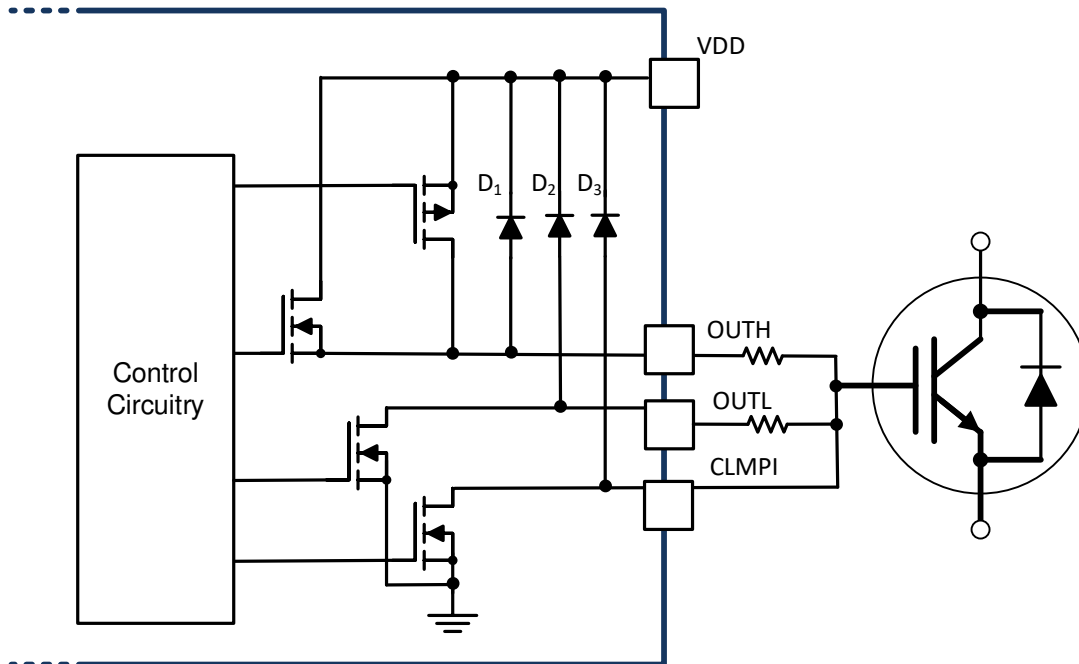 VDD
D₁ D₂ D₃
OUTH
Control
Circuitry
OUTL
CLMPI